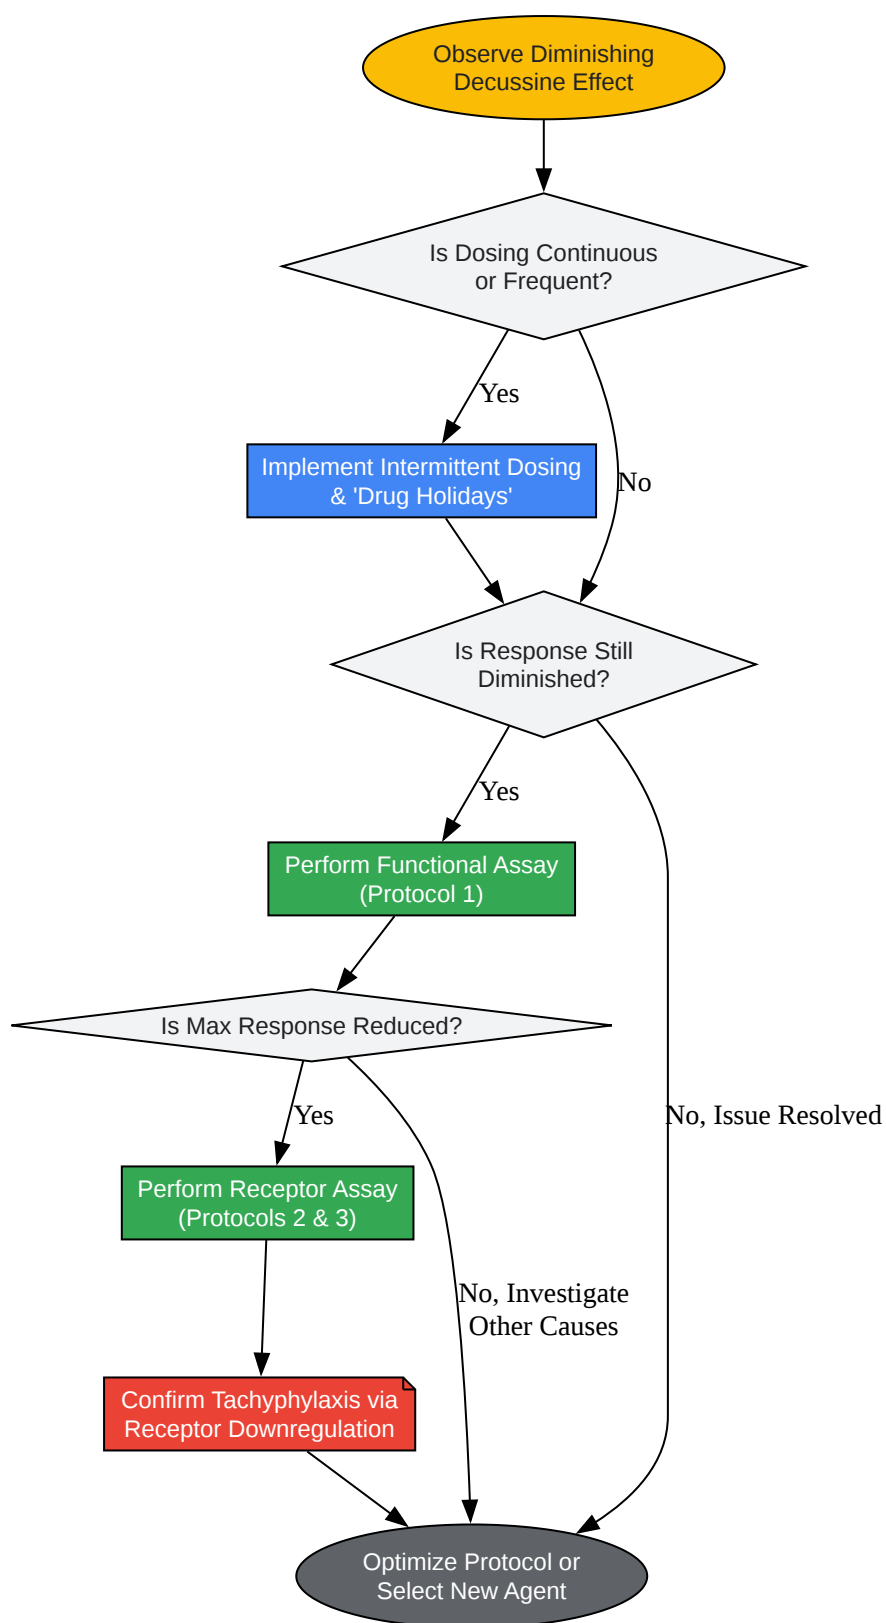 Observe Diminishing
Decussine Effect
Is Dosing Continuous
or Frequent?
Yes
Implement Intermittent Dosing
& 'Drug Holidays'
No
Is Response Still
Diminished?
Yes
Perform Functional Assay
(Protocol 1)
Is Max Response Reduced?
Yes
No, Issue Resolved
Perform Receptor Assay
(Protocols 2 & 3)
No, Investigate
Other Causes
Confirm Tachyphylaxis via
Receptor Downregulation
Optimize Protocol or
Select New Agent